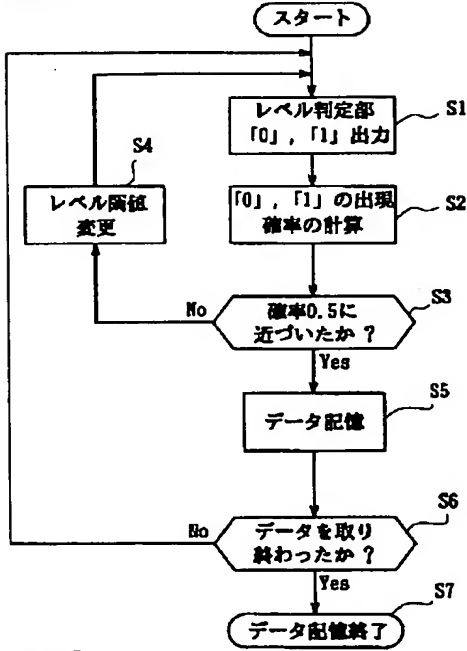 スタート
S1
レベル判定部
「0」,「1」出力
S4
レベル閾値
変更
S2
「0」,「1」の出現
確率の計算
S3
確率0.5に
近づいたか？
No
Yes
S5
データ記憶
S6
データを取り
終わったか？
No
Yes
S7
データ記憶終了